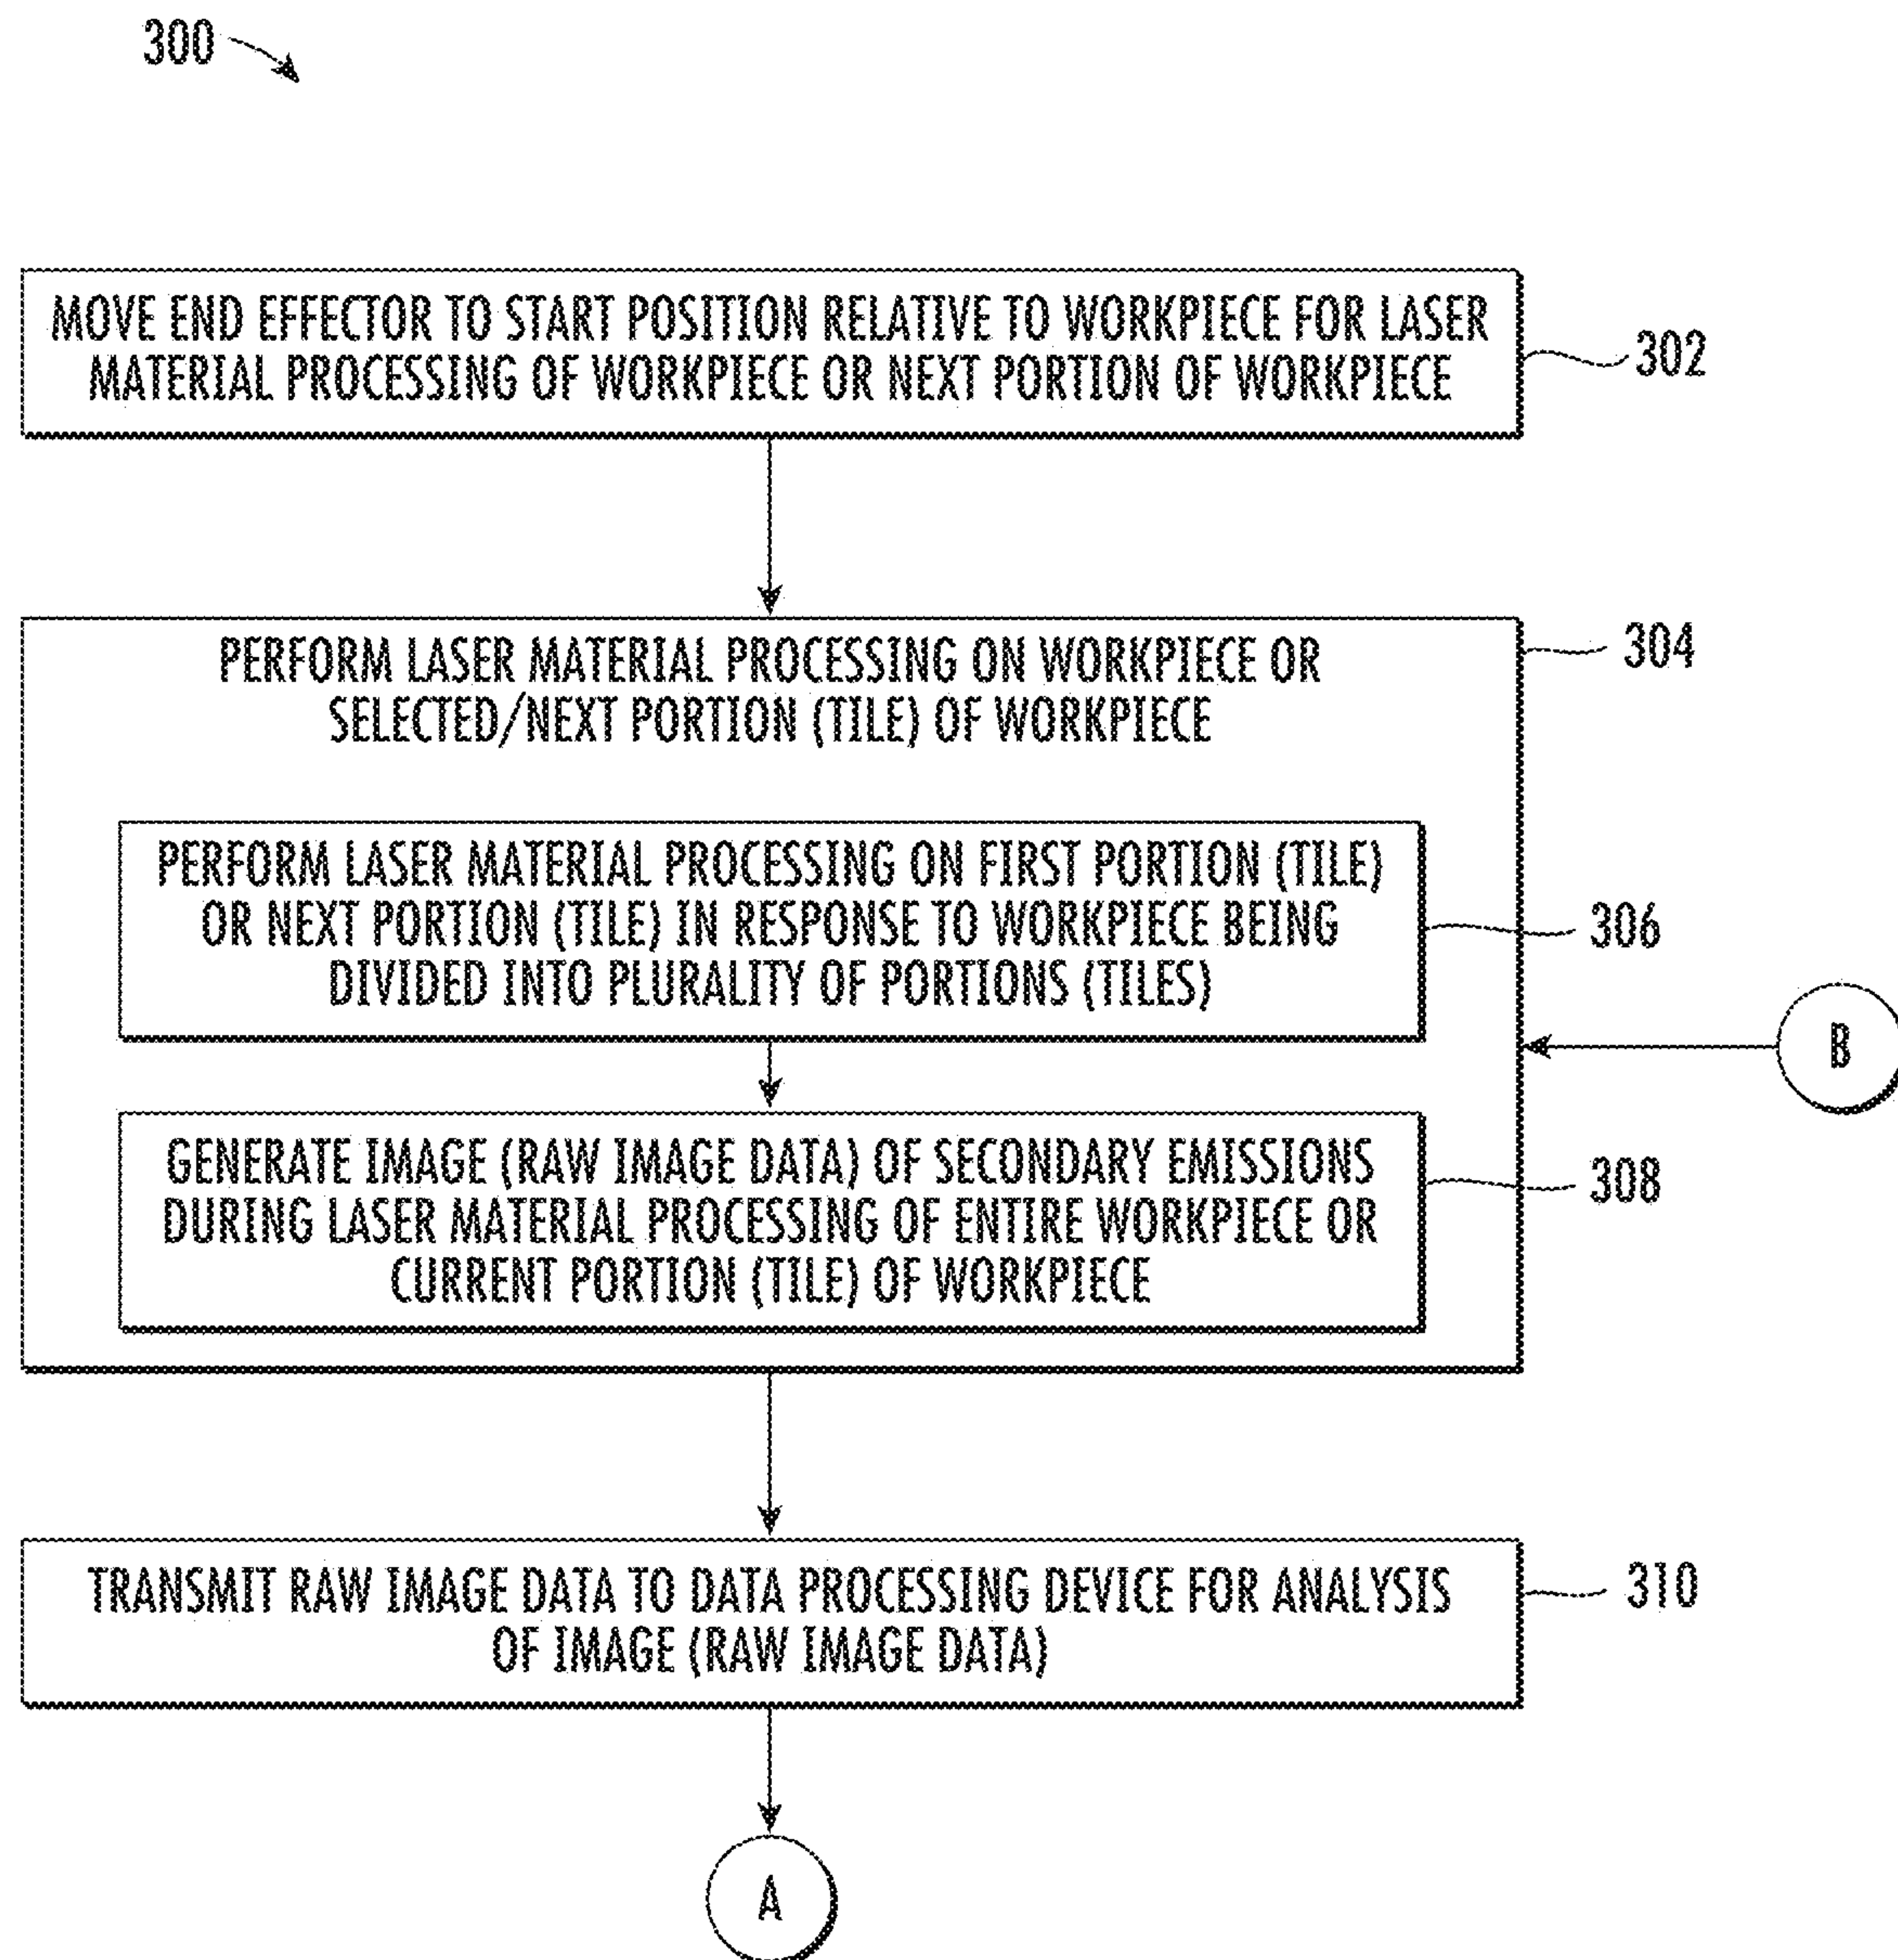 300
MOVE END EFFECTOR TO START POSITION RELATIVE TO WORKPIECE FOR LASER
MATERIAL PROCESSING OF WORKPIECE OR NEXT PORTION OF WORKPIECE
302
PERFORM LASER MATERIAL PROCESSING ON WORKPIECE OR
SELECTED/NEXT PORTION (TILE) OF WORKPIECE
304
PERFORM LASER MATERIAL PROCESSING ON FIRST PORTION (TILE)
OR NEXT PORTION (TILE) IN RESPONSE TO WORKPIECE BEING
DIVIDED INTO PLURALITY OF PORTIONS (TILES)
306
B
GENERATE IMAGE (RAW IMAGE DATA) OF SECONDARY EMISSIONS
DURING LASER MATERIAL PROCESSING OF ENTIRE WORKPIECE OR
CURRENT PORTION (TILE) OF WORKPIECE
308
TRANSMIT RAW IMAGE DATA TO DATA PROCESSING DEVICE FOR ANALYSIS
OF IMAGE (RAW IMAGE DATA)
310
A